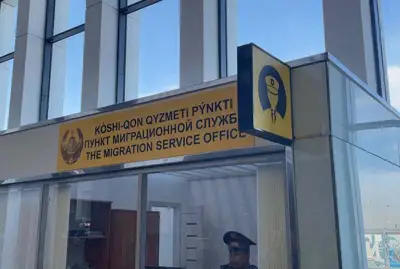 KÓSHI-QON QYZMETI PÝNKTI
ПУНКТ МИГРАЦИОННОЙ СЛУЖБЫ
THE MIGRATION SERVICE OFFICE